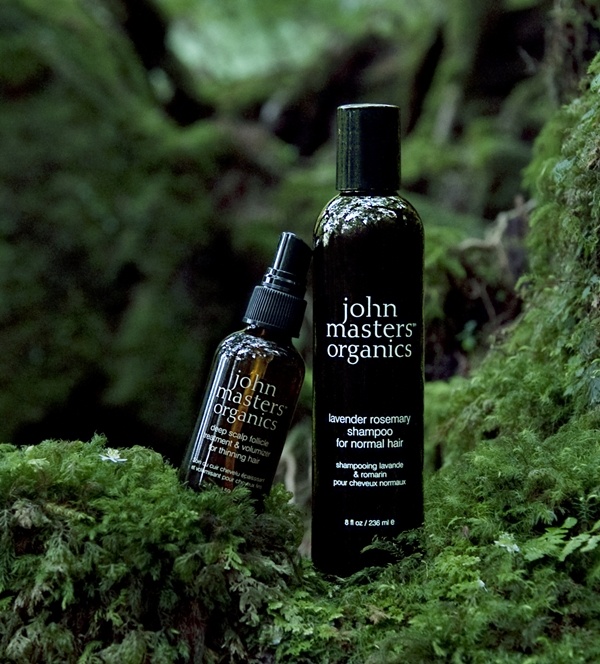 john
masters™
organics
deep scalp follicle
treatment & volumizer
for thinning hair
john
masters™
organics
lavender rosemary
shampoo
for normal hair
shampooing lavande
& romarin
pour cheveux normaux
8 fl oz / 236 ml e